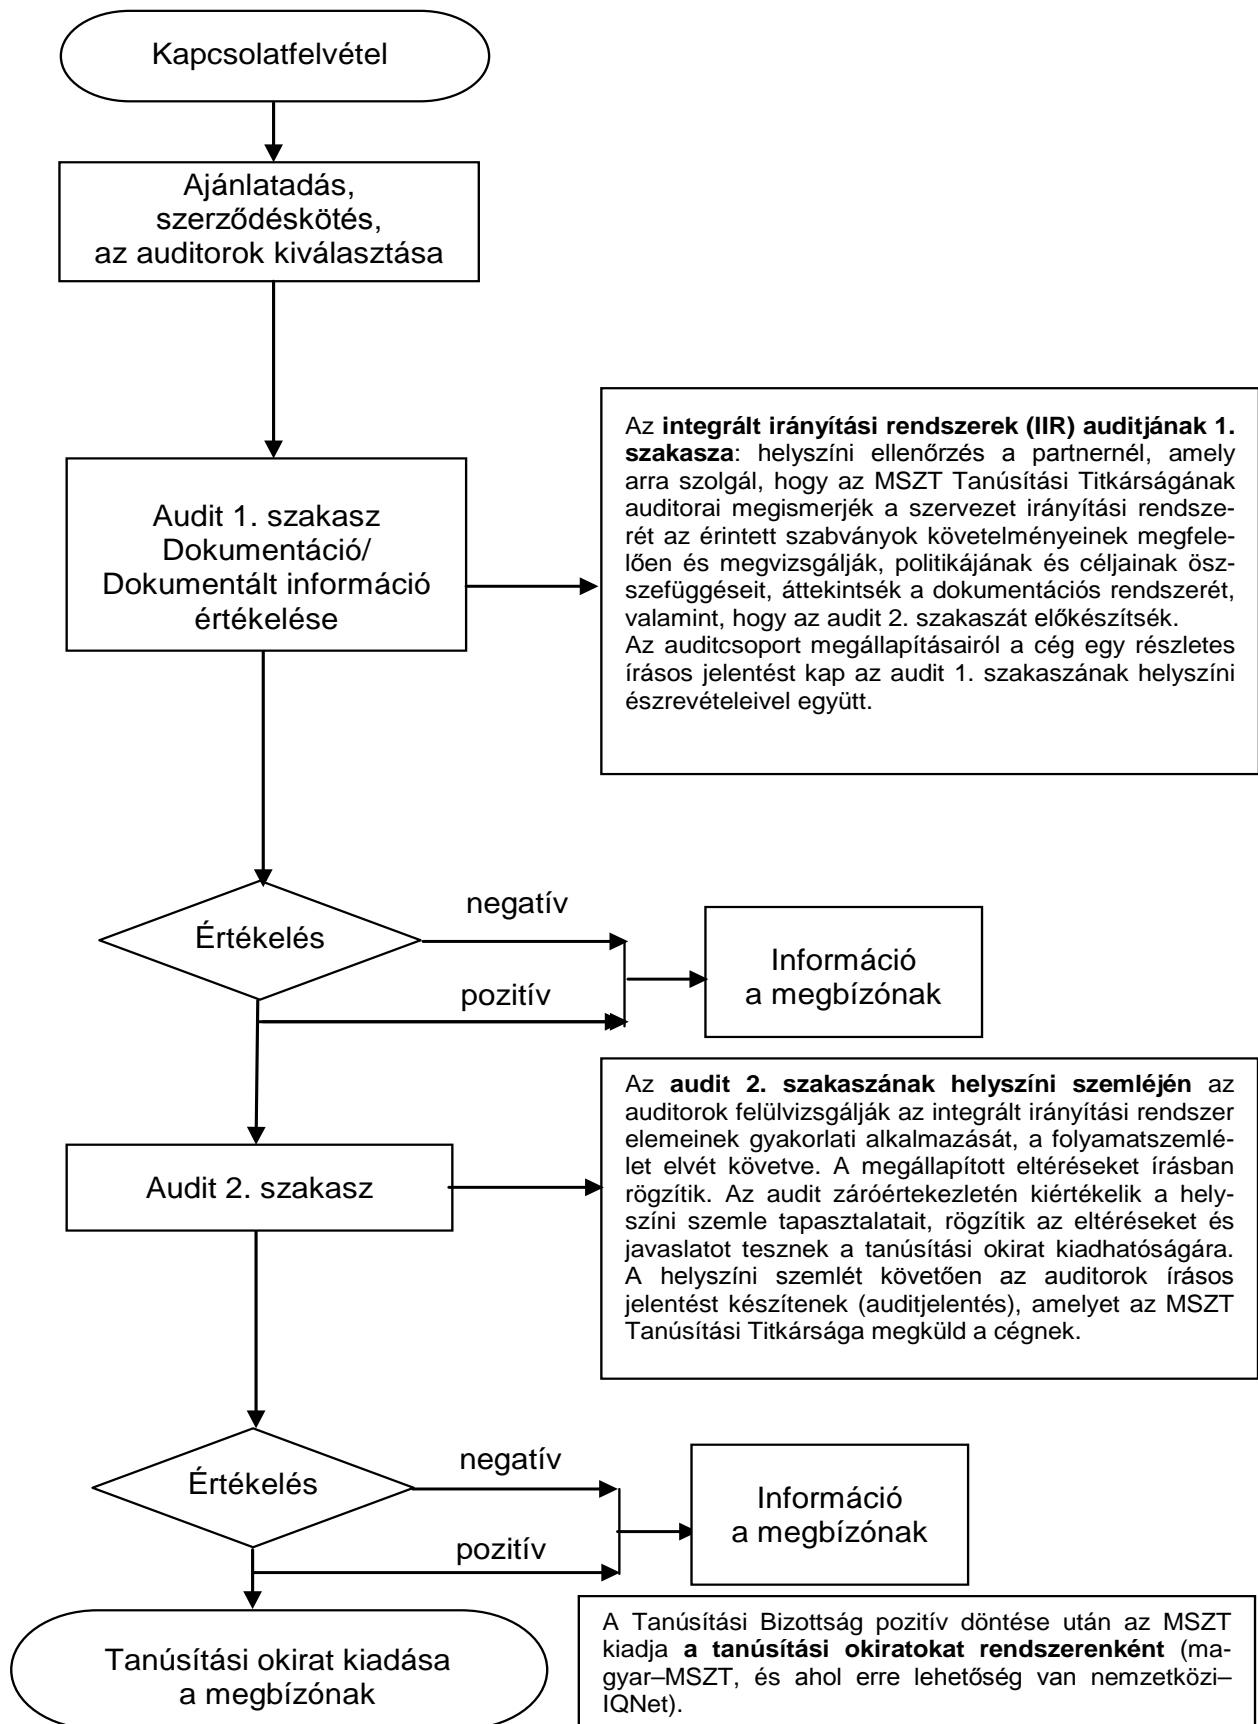 Kapcsolatfelvétel
Ajánlatadás,
szerződéskötés,
az auditorok kiválasztása
Audit 1. szakasz
Dokumentáció/
Dokumentált információ
értékelése
Az integrált irányítási rendszerek (IIR) auditjának 1.
szakasza: helyszíni ellenőrzés a partnernél, amely
arra szolgál, hogy az MSZT Tanúsítási Titkárságának
auditorai megismerjék a szervezet irányítási rendsze-
rét az érintett szabványok követelményeinek megfele-
lően és megvizsgálják, politikájának és céljainak ösz-
szefüggéseit, áttekintsék a dokumentációs rendszerét,
valamint, hogy az audit 2. szakaszát előkészítsék.
Az auditcsoport megállapításairól a cég egy részletes
írásos jelentést kap az audit 1. szakaszának helyszíni
észrevételeivel együtt.
Értékelés
negatív
pozitív
Információ
a megbízónak
Audit 2. szakasz
Az audit 2. szakaszának helyszíni szemléjén az
auditorok felülvizsgálják az integrált irányítási rendszer
elemeinek gyakorlati alkalmazását, a folyamatszemlé-
let elvét követve. A megállapított eltéréseket írásban
rögzítik. Az audit záróértekezletén kiértékelik a hely-
színi szemle tapasztalatait, rögzítik az eltéréseket és
javaslatot tesznek a tanúsítási okirat kiadhatóságára.
A helyszíni szemlét követően az auditorok írásos
jelentést készítenek (auditjelentés), amelyet az MSZT
Tanúsítási Titkársága megküld a cégnek.
Értékelés
negatív
pozitív
Információ
a megbízónak
Tanúsítási okirat kiadása
a megbízónak
A Tanúsítási Bizottság pozitív döntése után az MSZT
kiadja a tanúsítási okiratokat rendszerenként (ma-
gyar–MSZT, és ahol erre lehetőség van nemzetközi–
IQNet).